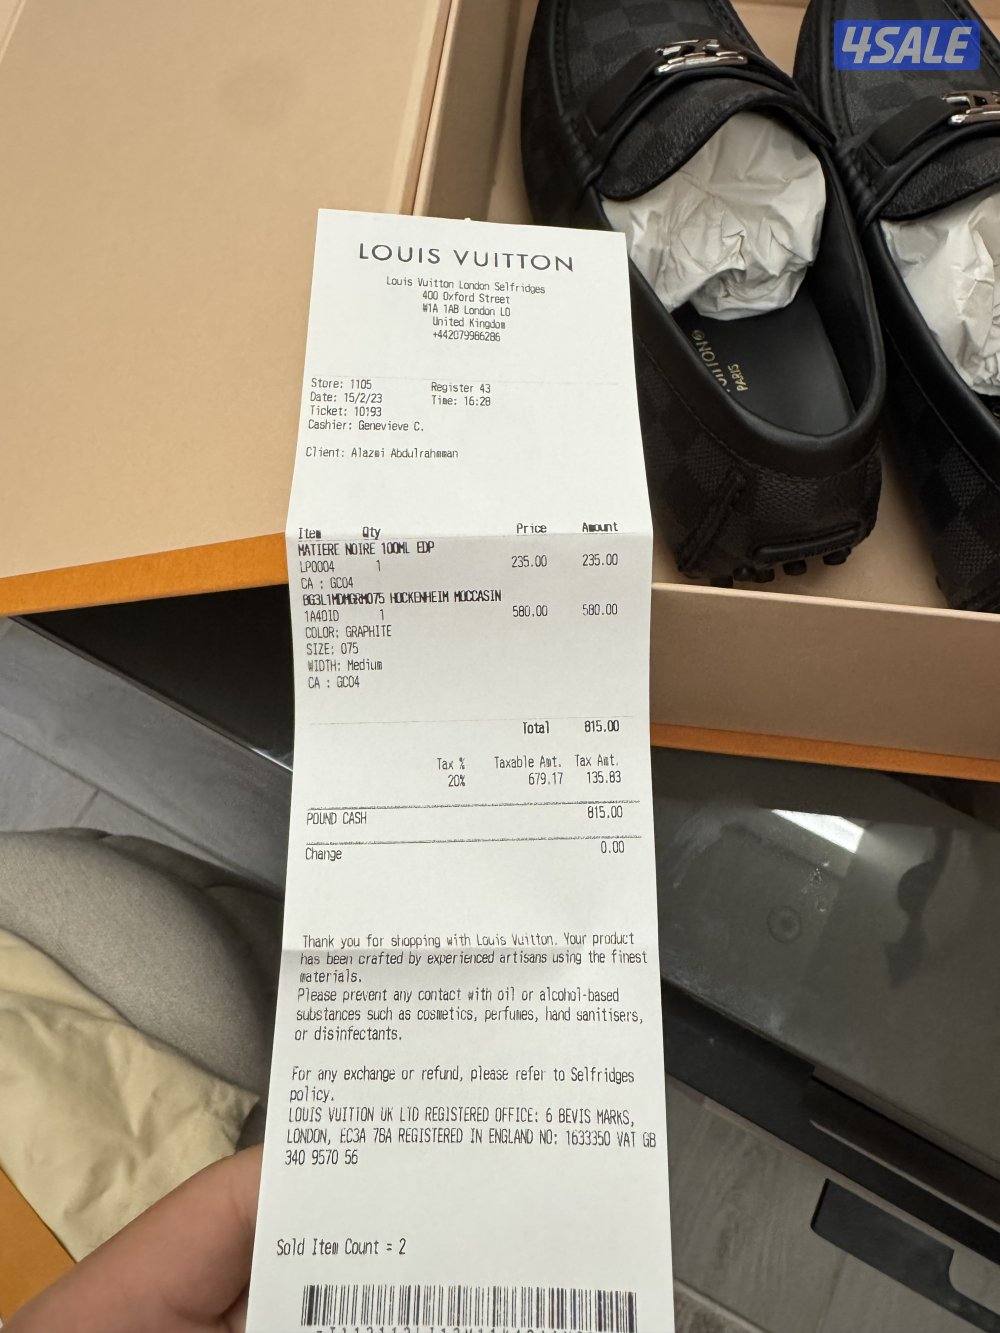 4SALE
VUITTON®
PARIS
LOUIS VUITTON
Louis Vuitton London Selfridges
400 Oxford Street
W1A 1AB London LO
United Kingdom
+442079986286
Store: 1105 Register 43
Date: 15/2/23 Time: 16:28
Ticket: 10193
Cashier: Genevieve C.
Client: Alazmi Abdulrahman
Item Qty Price Amount
MATIERE NOIRE 100ML EDP
LP0004 1 235.00 235.00
CA : GC04
HOCKENHEIM MOCCASIN
1A4D1D 1 580.00 580.00
COLOR: GRAPHITE
SIZE: 075
WIDTH: Medium
CA : GC04
Total 815.00
Tax % Taxable Amt. Tax Amt.
20% 679.17 135.83
POUND CASH 815.00
Change 0.00
Thank you for shopping with Louis Vuitton. Your product
has been crafted by experienced artisans using the finest
materials.
Please prevent any contact with oil or alcohol-based
substances such as cosmetics, perfumes, hand sanitisers,
or disinfectants.
For any exchange or refund, please refer to Selfridges
policy.
LOUIS VUITTON UK LTD REGISTERED OFFICE: 6 BEVIS MARKS,
LONDON, EC3A 7BA REGISTERED IN ENGLAND NO: 1633350 VAT GB
340 9570 56
Sold Item Count = 2